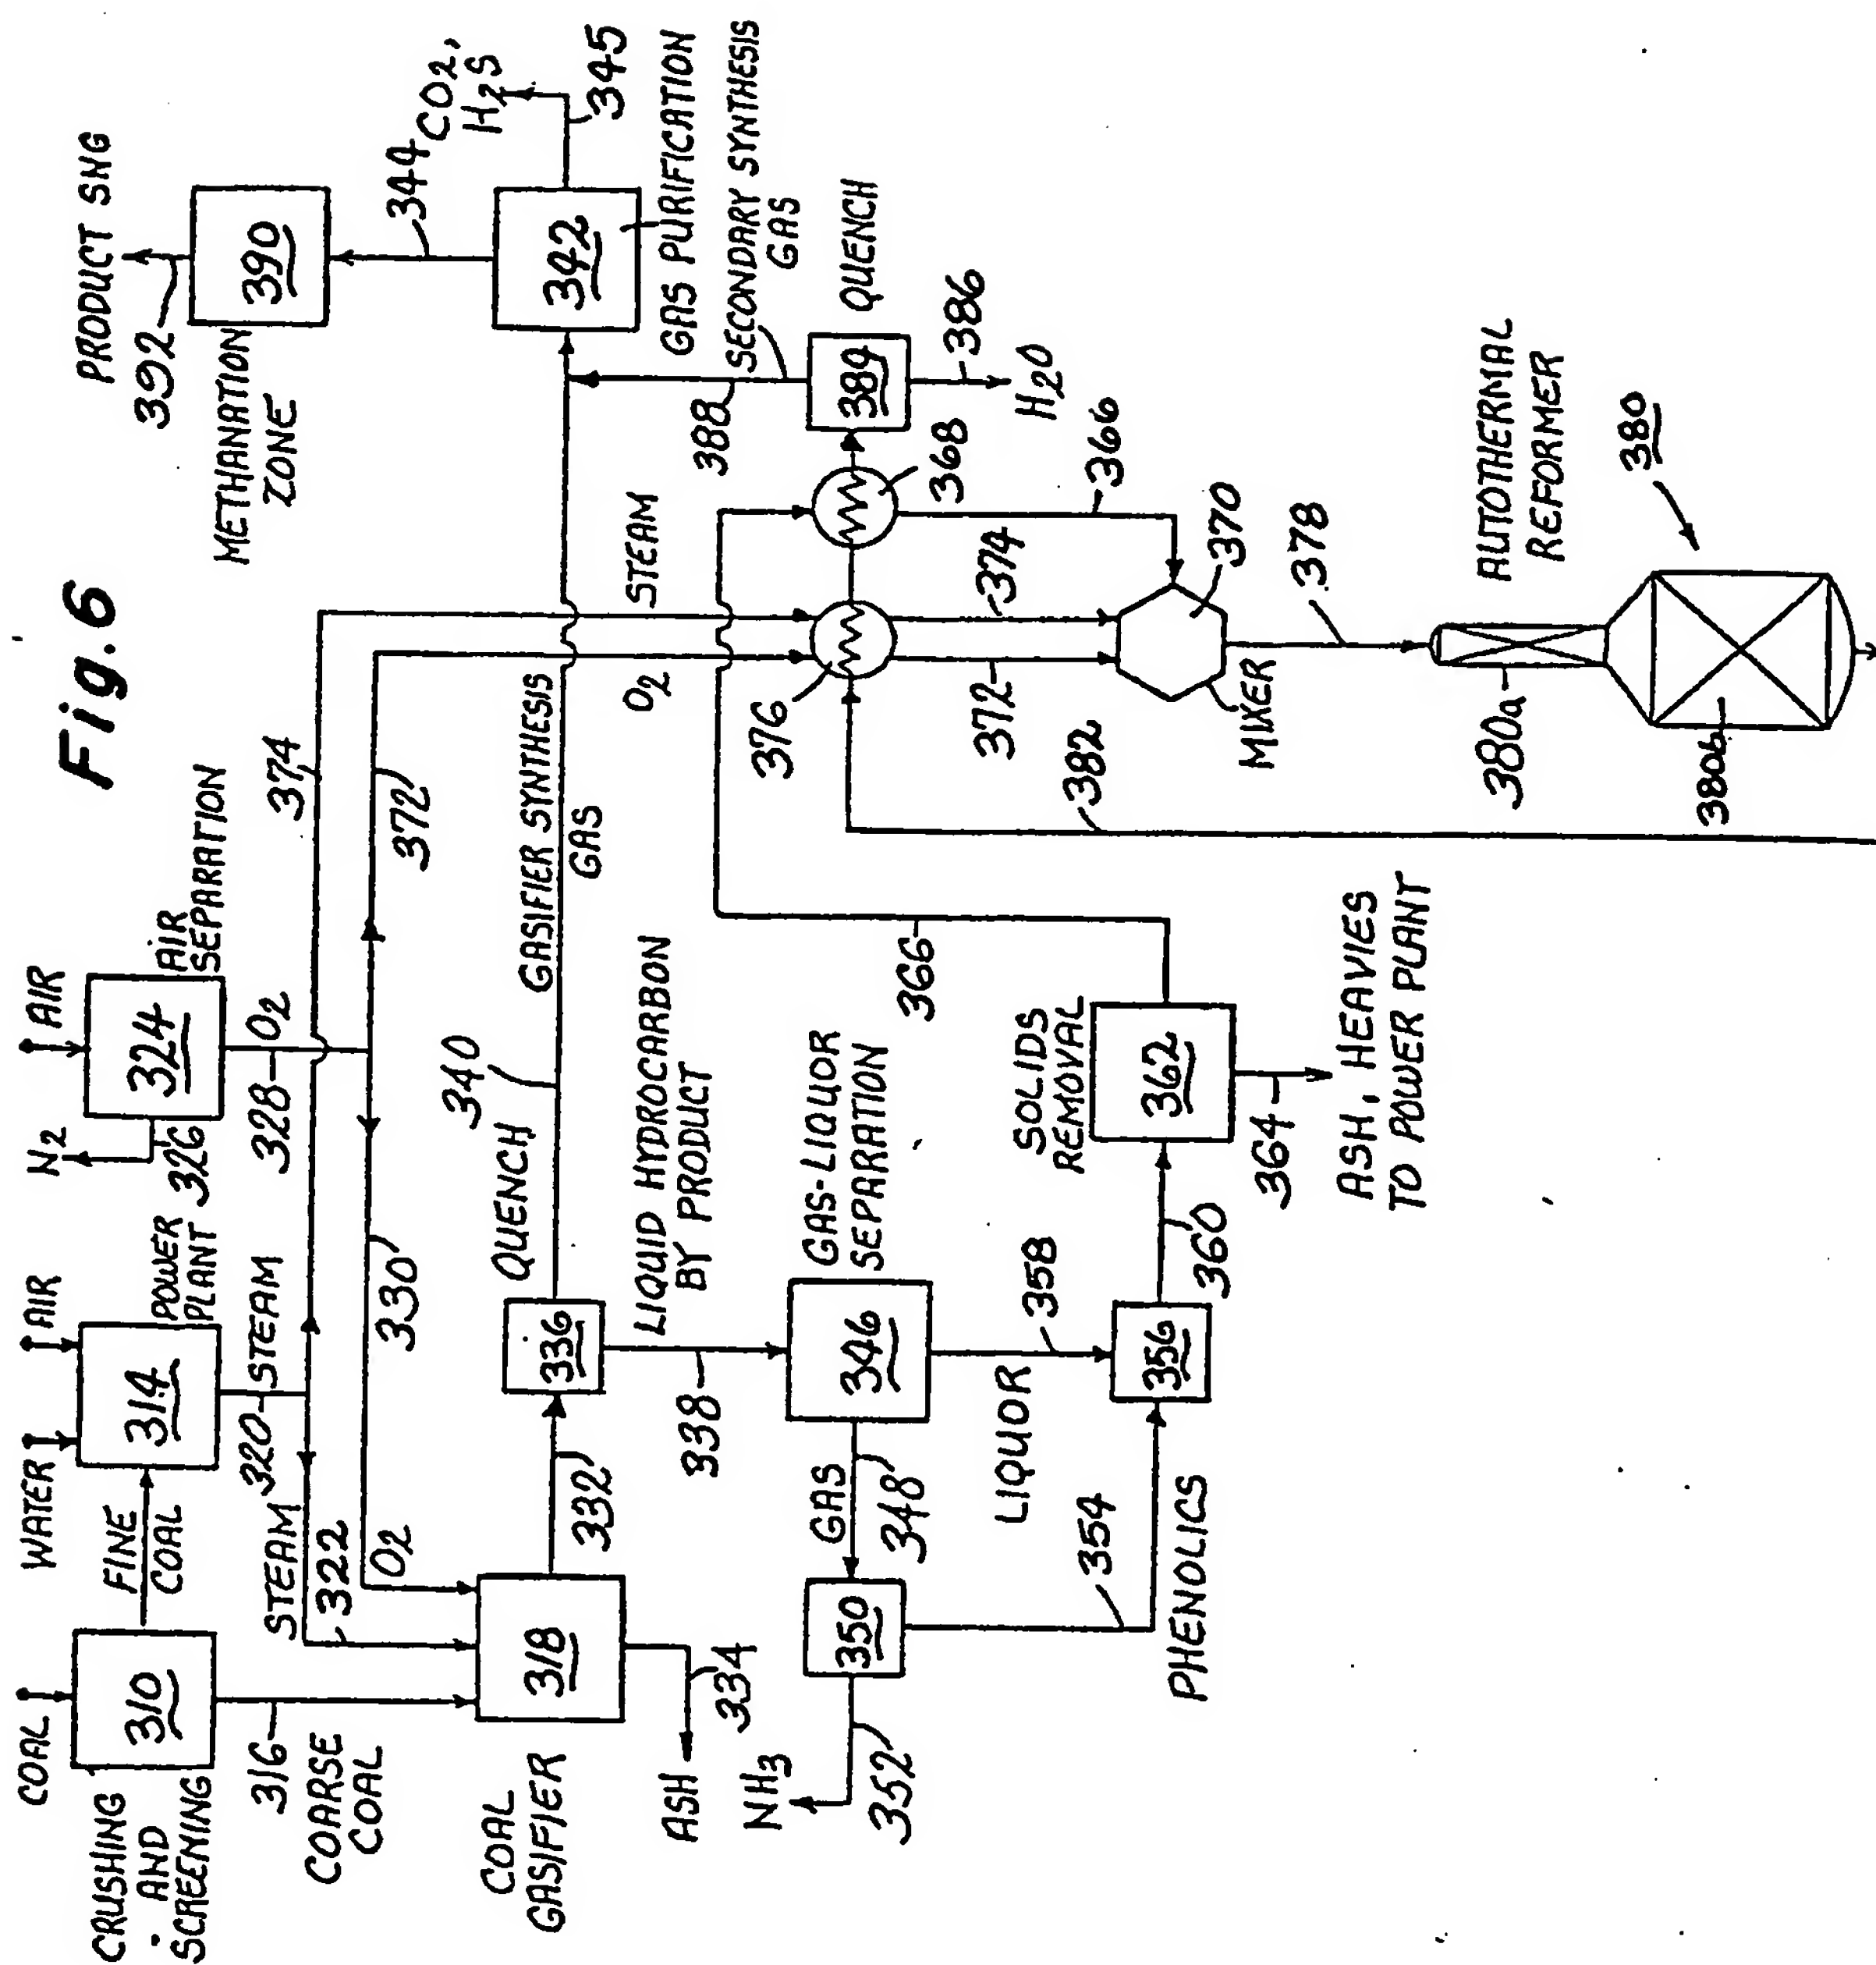 Fig. 6
COAL
CRUSHING
AND
SCREENING
310
FINE
COAL
WATER
AIR
314
POWER
PLANT
N2
326
AIR
324
AIR
SEPARATION
316
COARSE
COAL
320
STEAM
328
O2
374
STEAM
322
O2
330
372
COAL
GASIFIER
318
332
336
QUENCH
340
GASIFIER SYNTHESIS
GAS
ASH
334
338
LIQUID HYDROCARBON
BY PRODUCT
NH3
352
350
GAS
348
346
GAS-LIQUOR
SEPARATION
354
LIQUOR
358
PHENOLICS
356
360
SOLIDS
REMOVAL
362
364
ASH, HEAVIES
TO POWER PLANT
366
PRODUCT SNG
392
390
METHANATION
ZONE
344
CO2,
H2S
345
342
GAS PURIFICATION
O2
STEAM
388
SECONDARY SYNTHESIS
GAS
376
368
384
QUENCH
386
H2O
372
374
366
382
MIXER
370
378
380a
AUTOTHERMAL
REFORMER
380
380b